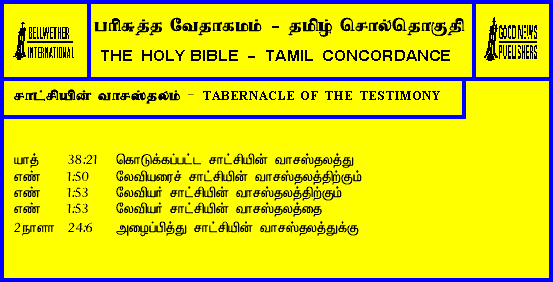 BELLWETHER
INTERNATIONAL
பரிசுத்த வேதாகமம் - தமிழ் சொல்தொகுதி
THE HOLY BIBLE - TAMIL CONCORDANCE
GOOD NEWS
PUBLISHERS
சாட்சியின் வாசஸ்தலம் - TABERNACLE OF THE TESTIMONY
யாத் 38:21 கொடுக்கப்பட்ட சாட்சியின் வாசஸ்தலத்து
எண் 1:50 லேவியரைச் சாட்சியின் வாசஸ்தலத்திற்கும்
எண் 1:53 லேவியர் சாட்சியின் வாசஸ்தலத்திற்கும்
எண் 1:53 லேவியர் சாட்சியின் வாசஸ்தலத்தை
2நாளா 24:6 அழைப்பித்து சாட்சியின் வாசஸ்தலத்துக்கு